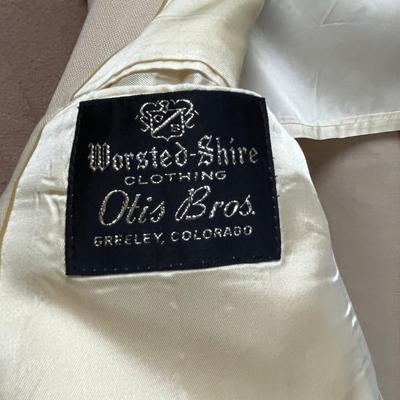 Worsted-Shire
CLOTHING
Otis Bros.
GREELEY, COLORADO